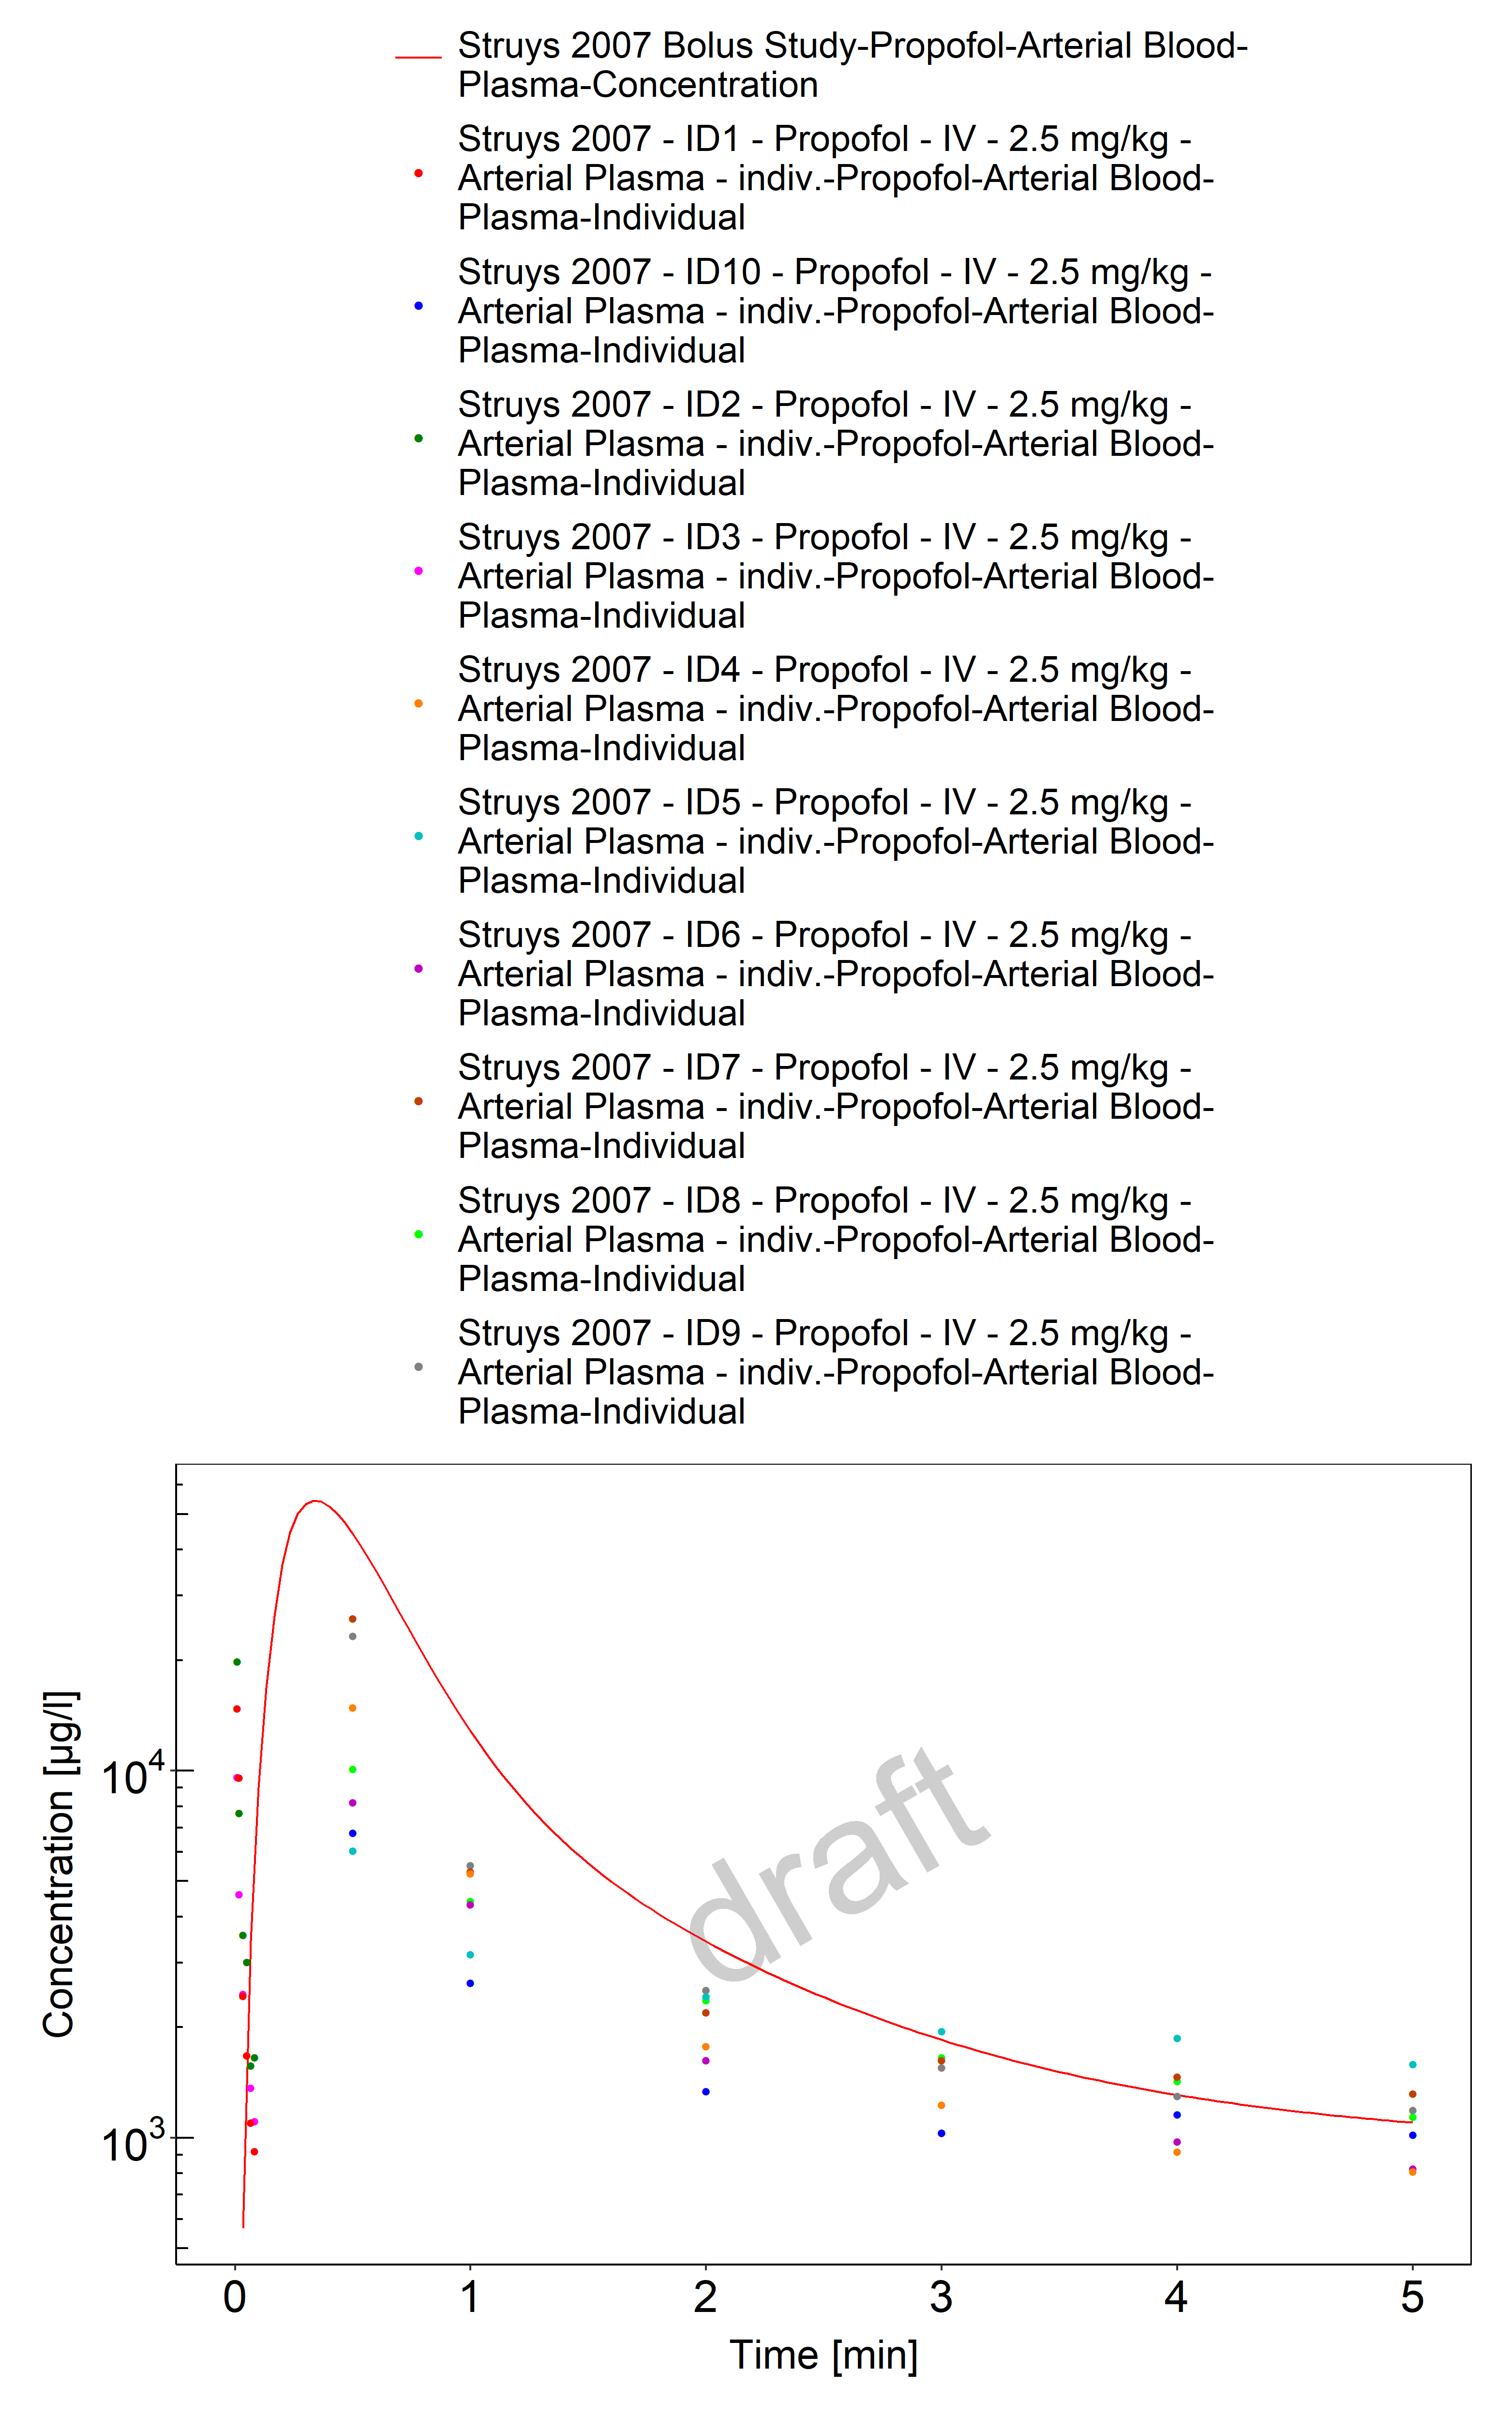 Struys 2007 Bolus Study-Propofol-Arterial Blood-
Plasma-Concentration
Struys 2007 - ID1 - Propofol - IV - 2.5 mg/kg -
Arterial Plasma - indiv.-Propofol-Arterial Blood-
Plasma-Individual
Struys 2007 - ID10 - Propofol - IV - 2.5 mg/kg -
Arterial Plasma - indiv.-Propofol-Arterial Blood-
Plasma-Individual
Struys 2007 - ID2 - Propofol - IV - 2.5 mg/kg -
Arterial Plasma - indiv.-Propofol-Arterial Blood-
Plasma-Individual
Struys 2007 - ID3 - Propofol - IV - 2.5 mg/kg -
Arterial Plasma - indiv.-Propofol-Arterial Blood-
Plasma-Individual
Struys 2007 - ID4 - Propofol - IV - 2.5 mg/kg -
Arterial Plasma - indiv.-Propofol-Arterial Blood-
Plasma-Individual
Struys 2007 - ID5 - Propofol - IV - 2.5 mg/kg -
Arterial Plasma - indiv.-Propofol-Arterial Blood-
Plasma-Individual
Struys 2007 - ID6 - Propofol - IV - 2.5 mg/kg -
Arterial Plasma - indiv.-Propofol-Arterial Blood-
Plasma-Individual
Struys 2007 - ID7 - Propofol - IV - 2.5 mg/kg -
Arterial Plasma - indiv.-Propofol-Arterial Blood-
Plasma-Individual
Struys 2007 - ID8 - Propofol - IV - 2.5 mg/kg -
Arterial Plasma - indiv.-Propofol-Arterial Blood-
Plasma-Individual
Struys 2007 - ID9 - Propofol - IV - 2.5 mg/kg -
Arterial Plasma - indiv.-Propofol-Arterial Blood-
Plasma-Individual
Concentration [µg/l]
10⁴
10³
draft
0 1 2 3 4 5
Time [min]